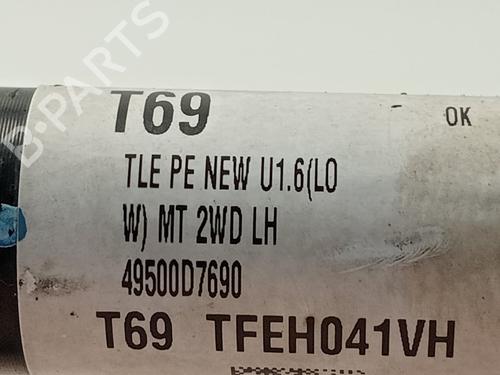 B-PARTS
T69
OK
TLE PE NEW U1.6(LO
W) MT 2WD LH
49500D7690
T69 TFEH041VH